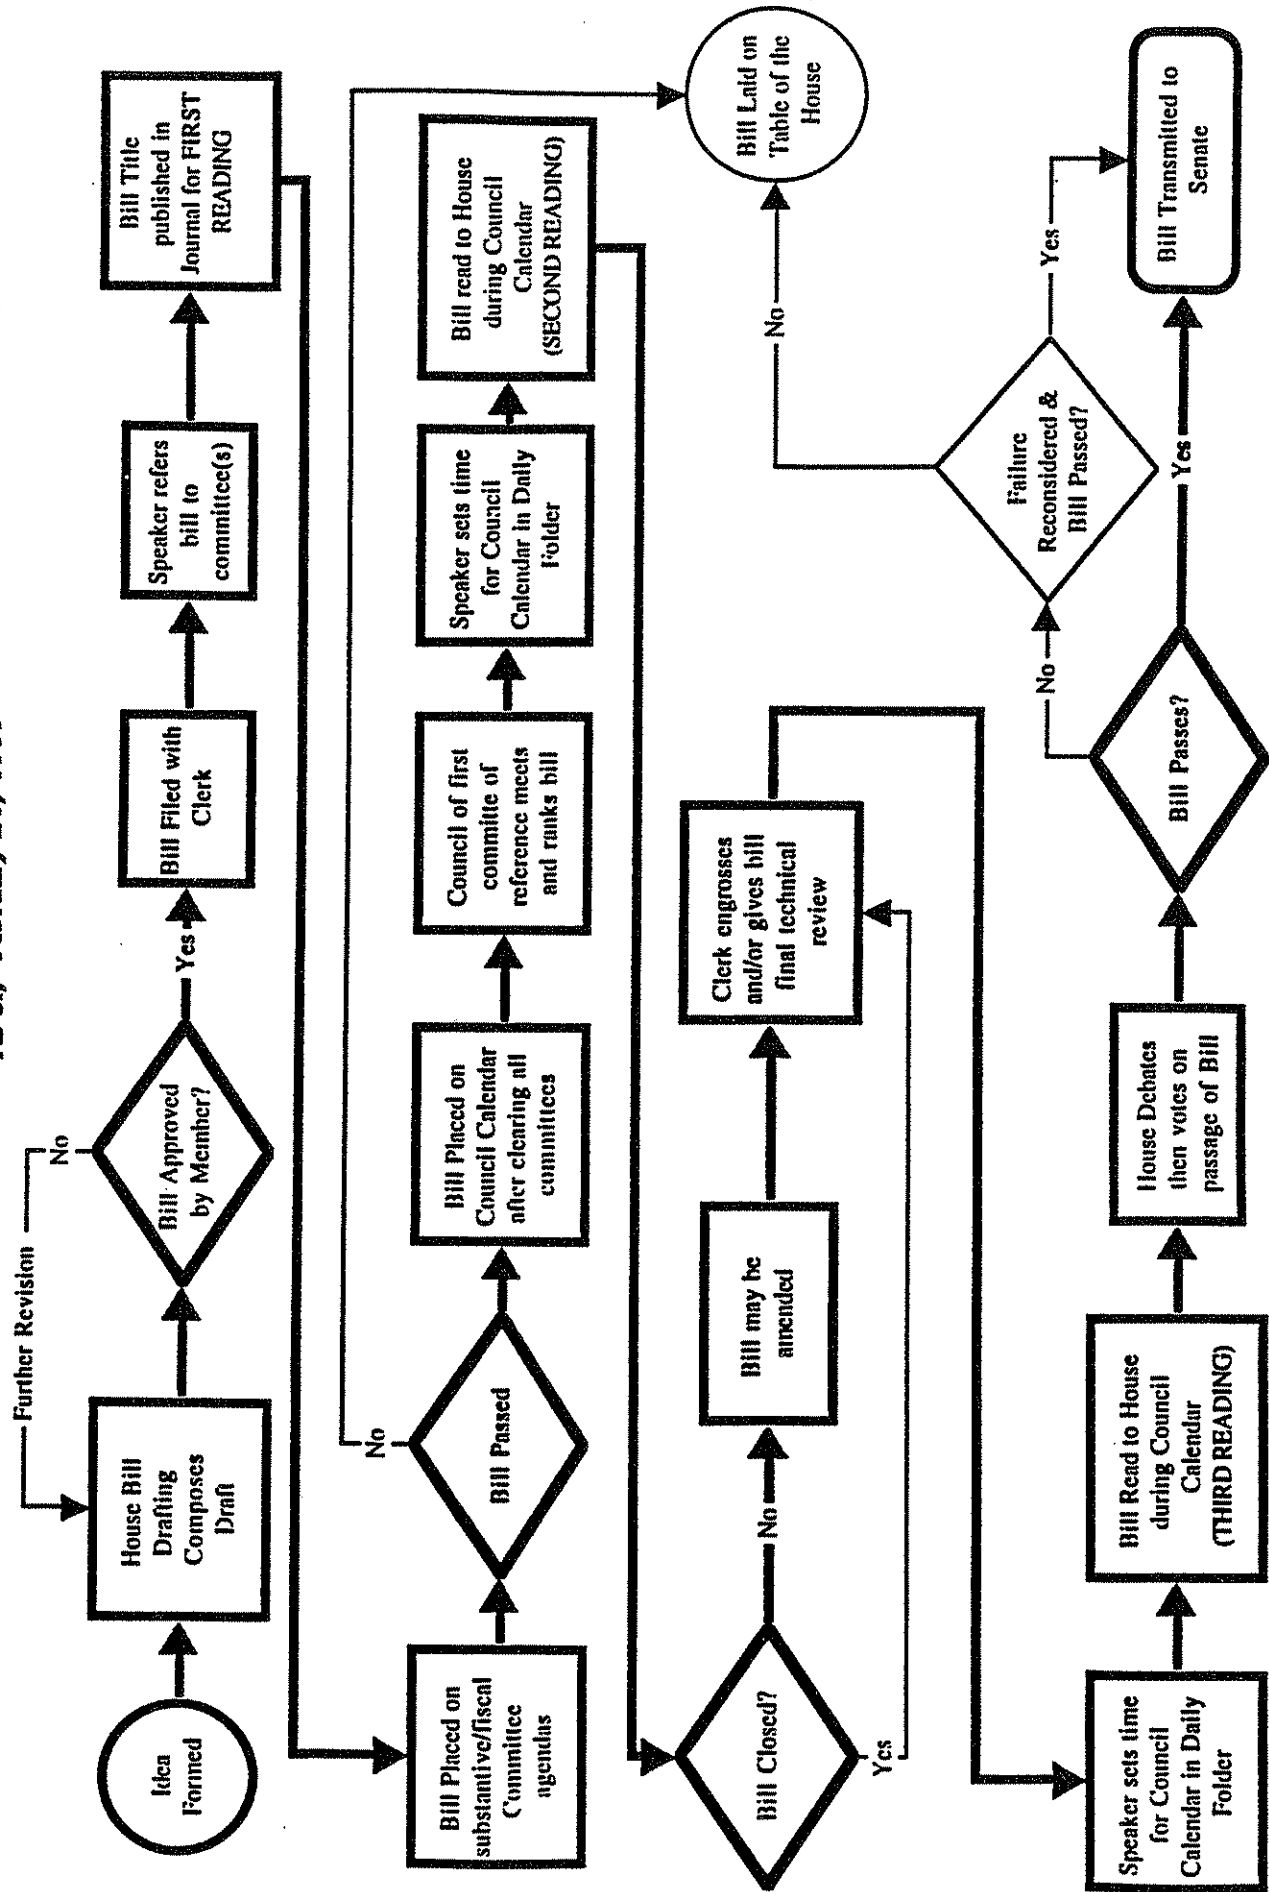 Further Revision
No
Idea
Formed
House Bill
Drafting
Composes
Draft
Bill Approved
by Member?
Yes
Bill Filed with
Clerk
Speaker refers
bill to
committee(s)
Bill Title
published in
Journal for FIRST
READING
Bill Placed on
substantive/fiscal
Committee
agendas
Bill Passed
No
Bill Placed on
Council Calendar
after clearing all
committees
Council of first
committe of
reference meets
and ranks bill
Speaker sets time
for Council
Calendar in Daily
Folder
Bill read to House
during Council
Calendar
(SECOND READING)
Bill Closed?
No
Yes
Bill may be
amended
Clerk engrosses
and/or gives bill
final technical
review
Bill Laid on
Table of the
House
Speaker sets time
for Council
Calendar in Daily
Folder
Bill Read to House
during Council
Calendar
(THIRD READING)
House Debates
then votes on
passage of Bill
Bill Passes?
No
Yes
Failure
Reconsidered &
Bill Passed?
No
Yes
Bill Transmitted to
Senate